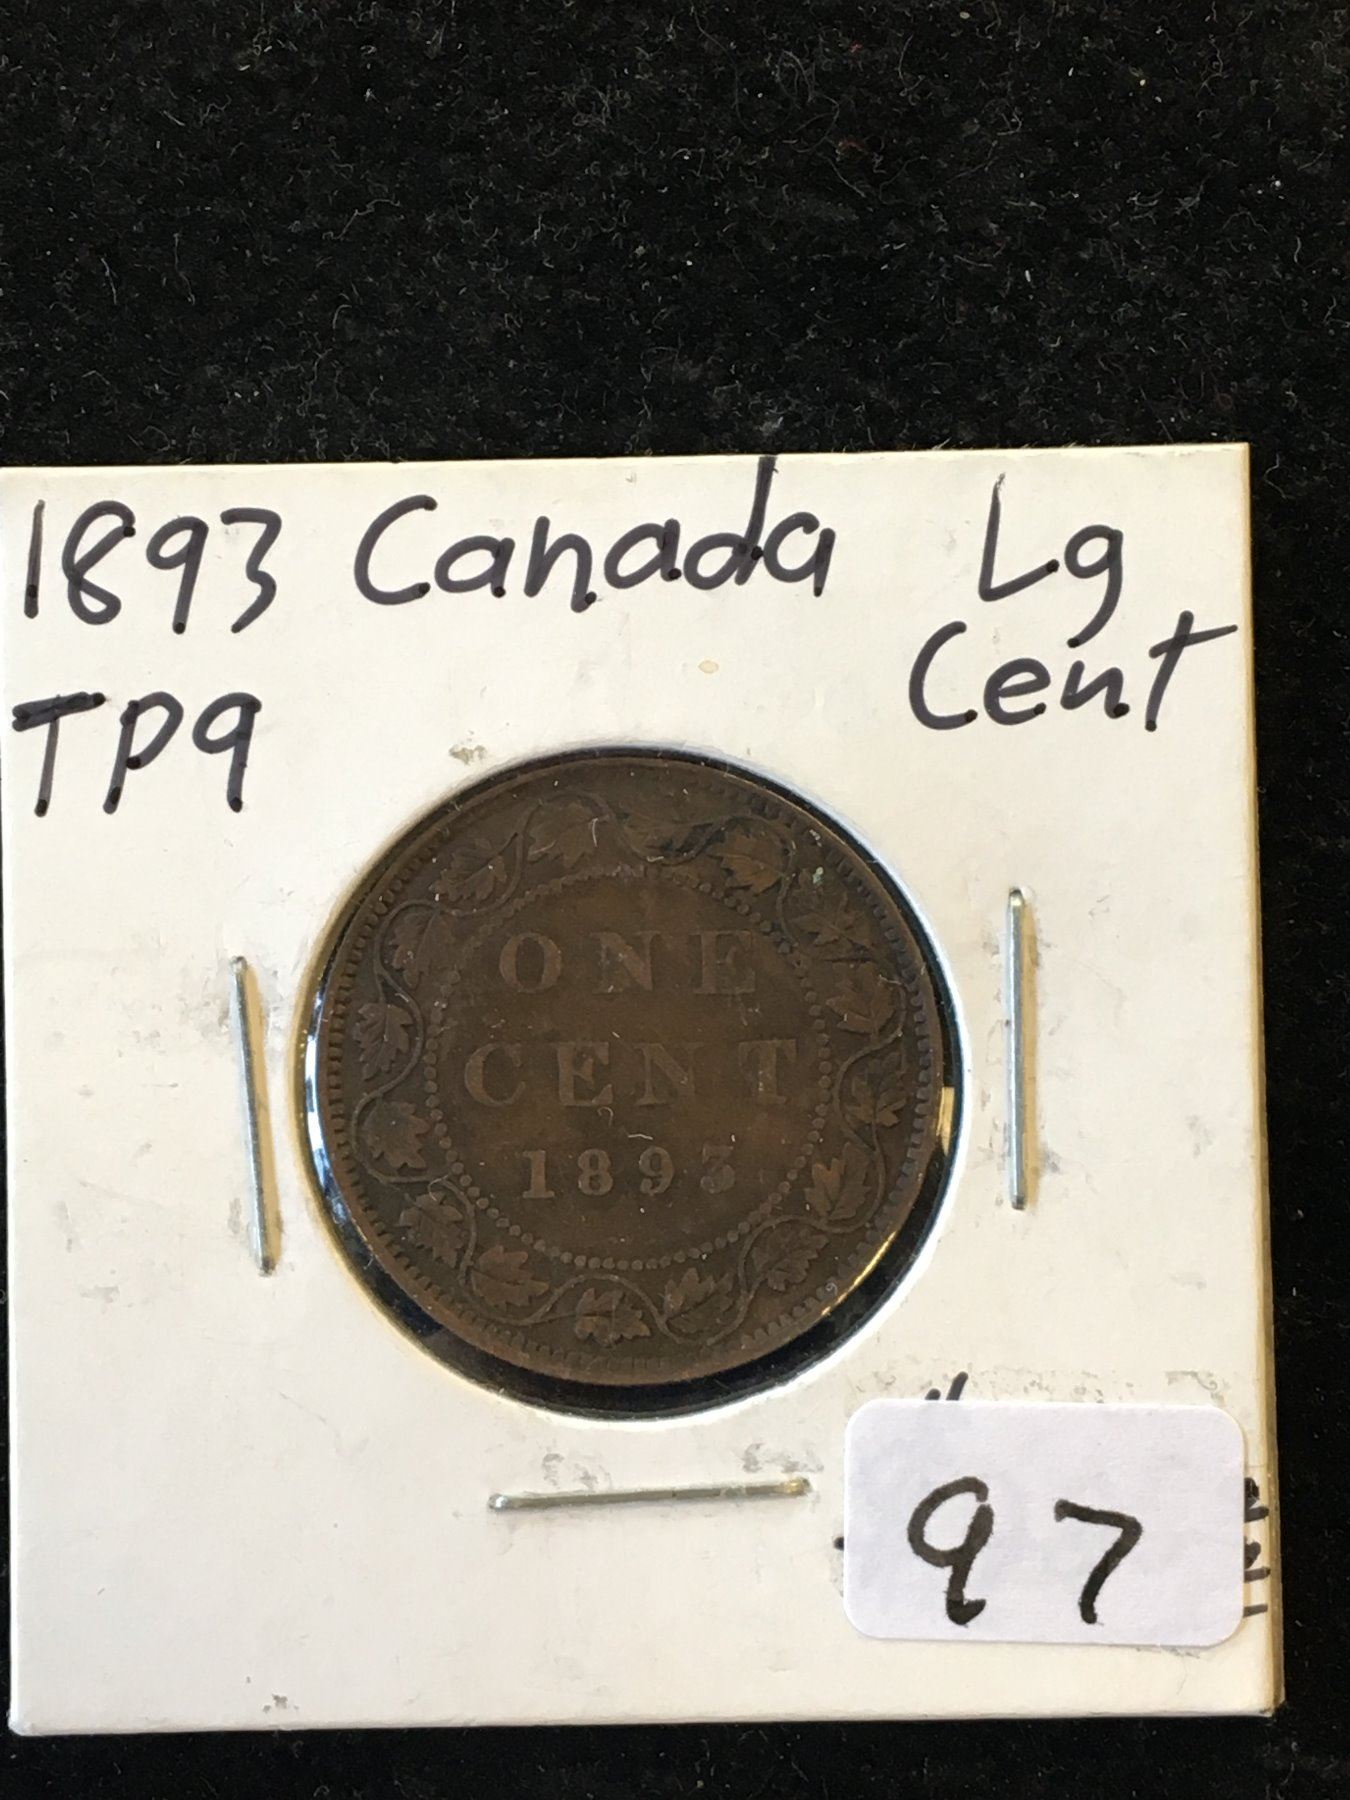 1893 Canada Lg
Cent
TP9
ONE
CENT
1893
97